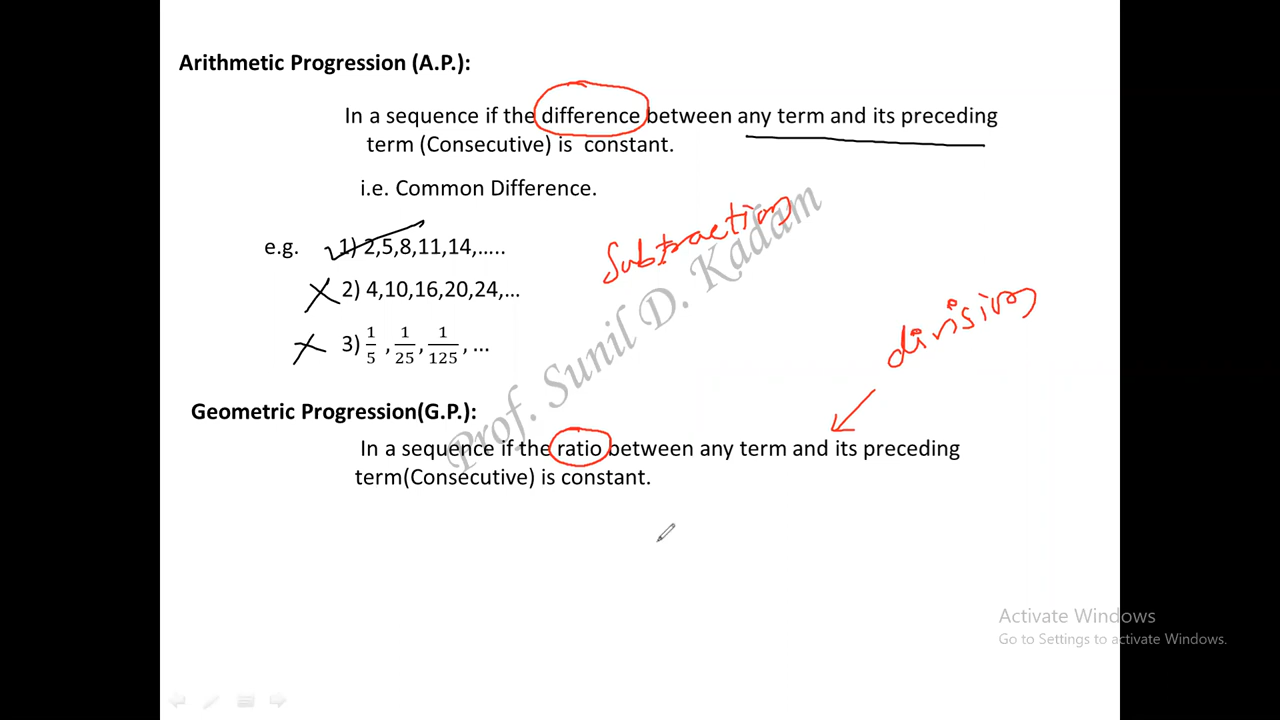 Arithmetic Progression (A.P.):
In a sequence if the difference between any term and its preceding
term (Consecutive) is constant.
i.e. Common Difference.
Subtraction
e.g. 1) 2,5,8,11,14,.....
2) 4,10,16,20,24,...
division
3) 1/5 , 1/25 , 1/125 , ...
Prof. Sunil D. Kadam
Geometric Progression(G.P.):
In a sequence if the ratio between any term and its preceding
term(Consecutive) is constant.
Activate Windows
Go to Settings to activate Windows.